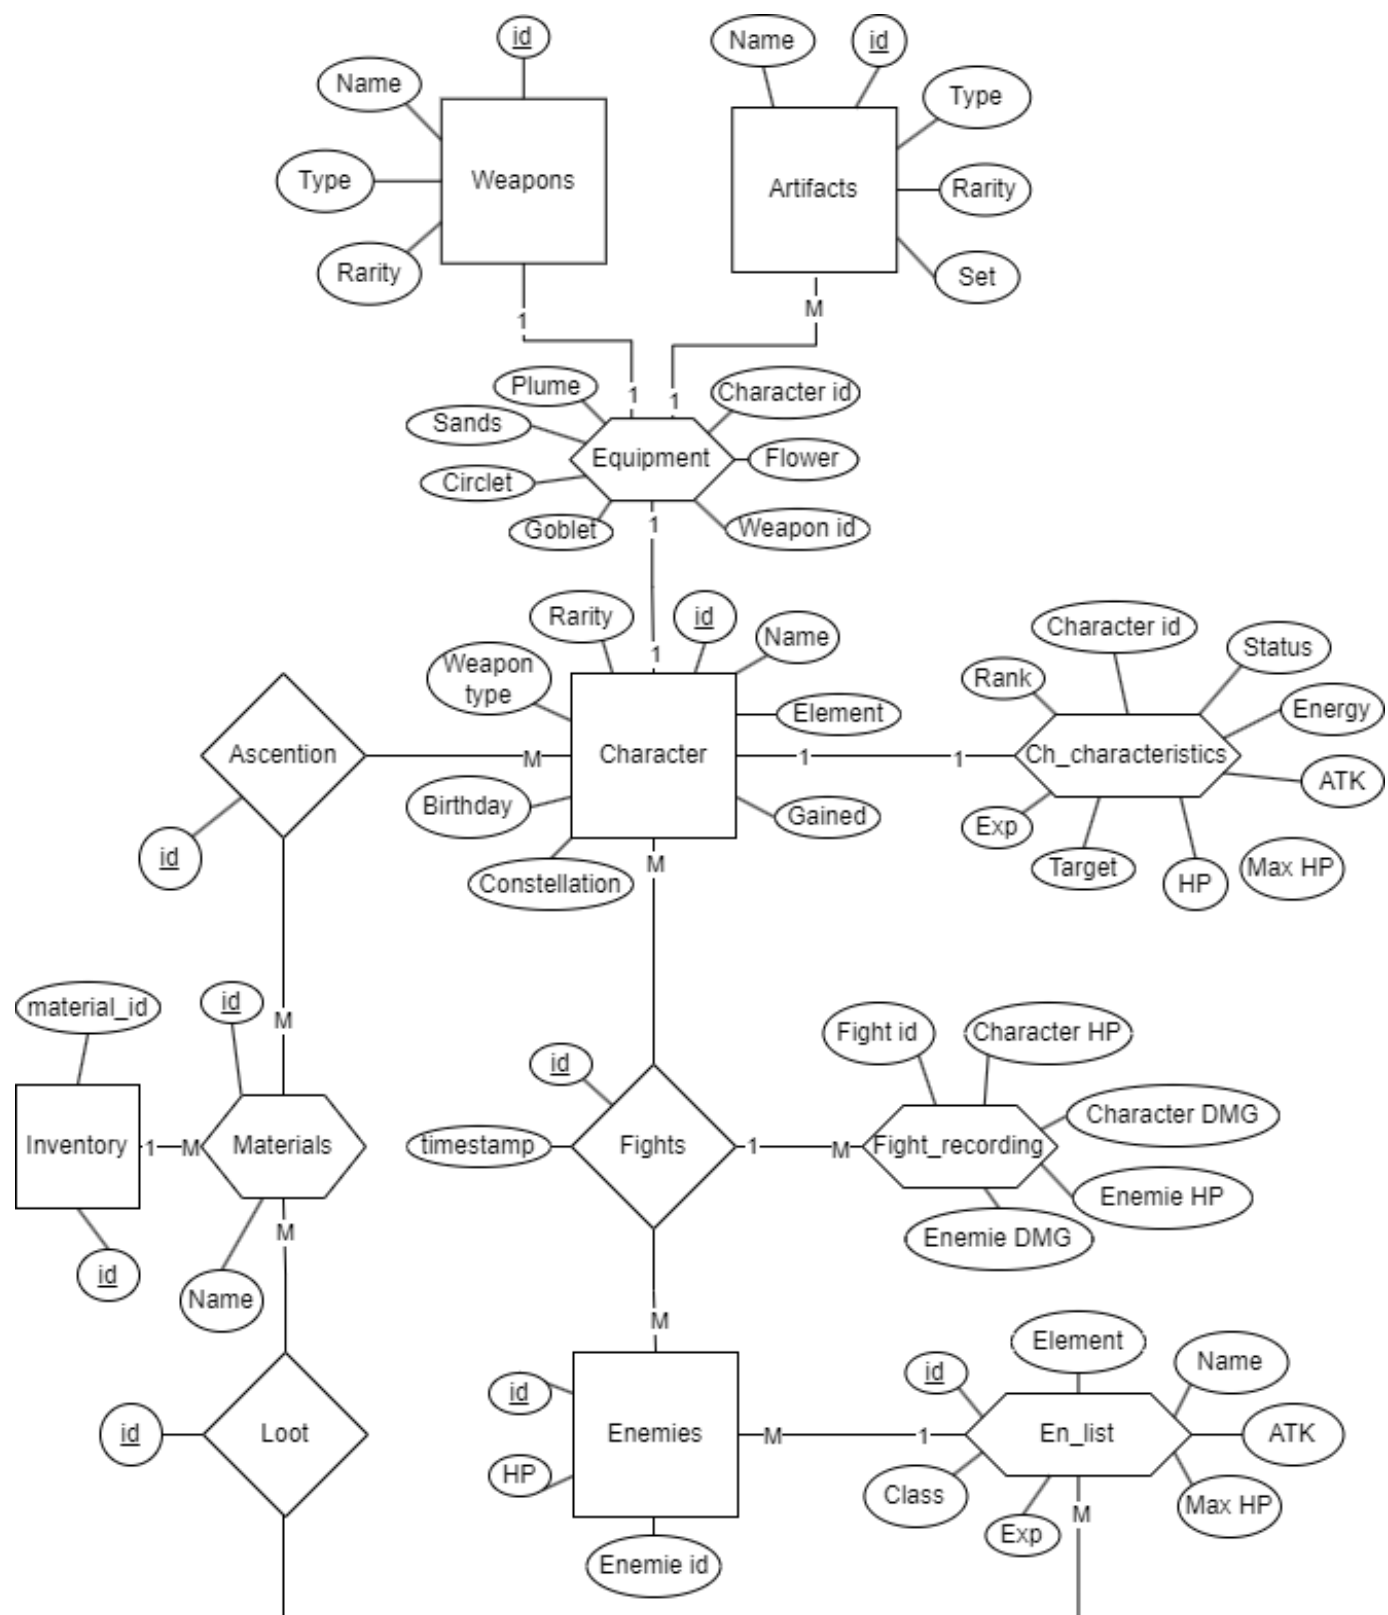 id
Name
id
Name
Type
Type
Weapons
Artifacts
Rarity
Rarity
Set
1
M
Plume
1
1
Character id
Sands
Equipment
Flower
Circlet
Goblet
1
Weapon id
Rarity
id
Name
Character id
Status
Weapon
type
1
Rank
Element
Energy
Ascention
M
Character
1
1
Ch_characteristics
ATK
Birthday
Gained
Exp
id
M
Target
Max HP
Constellation
HP
material_id
id
M
Fight id
Character HP
id
Character DMG
Inventory
1
M
Materials
timestamp
Fights
1
M
Fight_recording
Enemie HP
M
Enemie DMG
id
Name
M
Element
Name
id
id
id
Loot
Enemies
M
1
En_list
ATK
HP
Class
Max HP
M
Exp
Enemie id